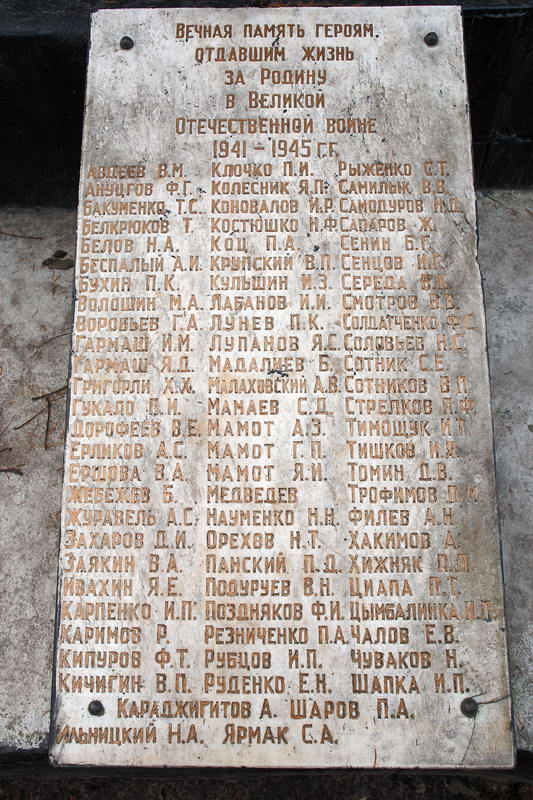 Вечная память героям,
отдавшим жизнь
за Родину
в Великой
Отечественной войне
1941 – 1945 г.г.
Авдеев В.М. Клочко П.И. Рыженко С.Т.
Ануцгов Ф.Г. Колесник Я.П. Самилык В.В.
Бакуменко Т.С. Коновалов И.Р. Самодуров Н.Д.
Белкрюков Т. Костюшко Н.Ф. Сапаров Ж.
Белов Н.А. Коц П.А. Сенин Б.Г.
Беспалый А.И. Крупский В.П. Сенцов
Бухин П.К. Кульшин И.З. Середа
Волошин М.А. Лабанов И.И. Смотров В.В.
Воровьев Г.А. Лунев П.К. Солдатченко Ф.С.
Гармаш И.М. Лупанов Я.С. Соловьев Н.С.
Гармаш Я.Д. Мадалиев Б. Сотник С.Е.
Григорли Х.Х. Малаховский А.В. Сотников В.П.
Гукало П.И. Мамаев С.Д. Стрелков П.Ф.
Дорофеев В.Е. Мамот А.З. Тимощук И.П.
Ерликов А.С. Мамот Г.П. Тишков И.Я.
Ершова В.А. Мамот Я.И. Томин Д.В.
Жебежев Б. Медведев Трофимов
Журавель А.С. Науменко Н.Н. Филев А.Н.
Захаров Д.И. Орехов Н.Т. Хакимов А.
Заякин В.А. Панский П.Д. Хижняк П.Д.
Ивахин Я.Е. Подуруев В.Н. Циапа П.Т.
Карпенко И.П. Поздняков Ф.И. Цымбалинка И.П.
Каримов Р. Резниченко П.А. Чалов Е.В.
Кипуров Ф.Т. Рубцов И.П. Чуваков Н.
Кичигин В.П. Руденко Е.Н. Шапка И.П.
Караджигитов А. Шаров П.А.
Ильницкий Н.А. Ярмак С.А.